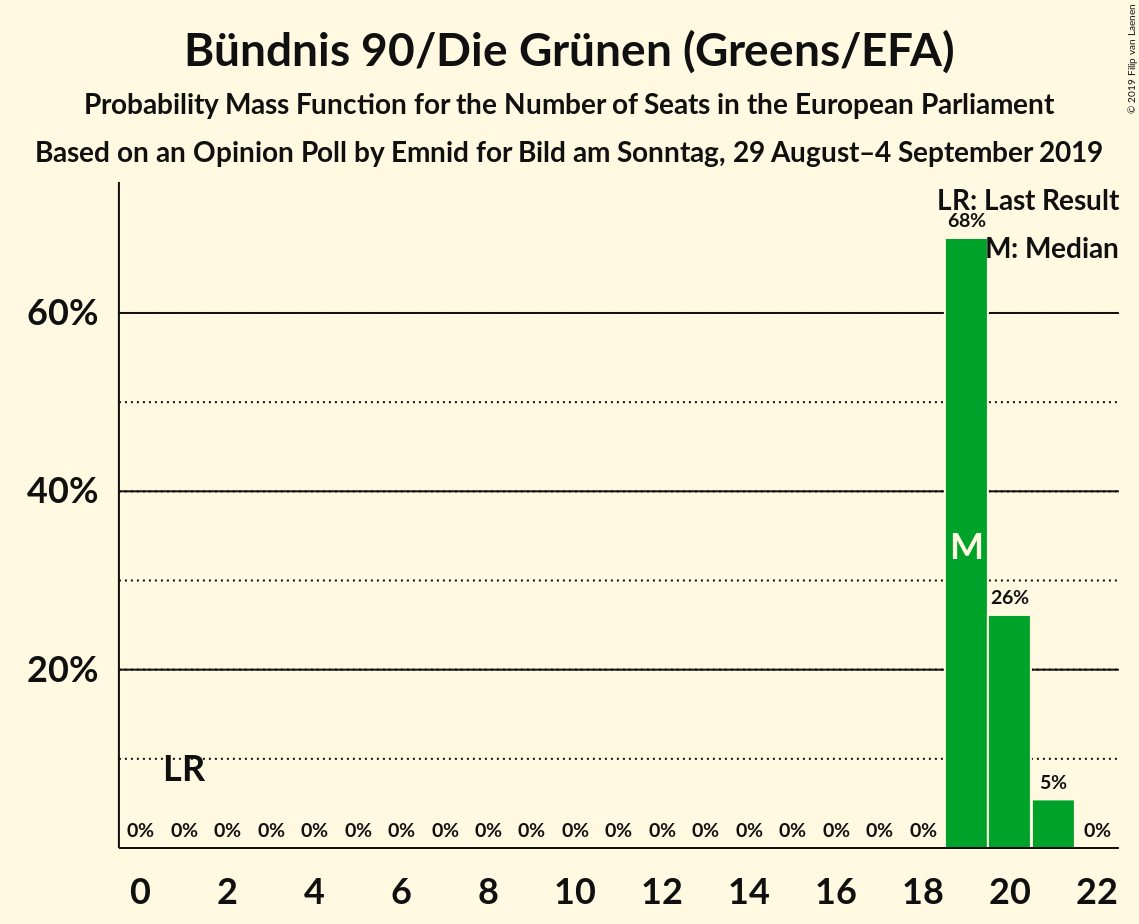 Bündnis 90/Die Grünen (Greens/EFA)
Probability Mass Function for the Number of Seats in the European Parliament
Based on an Opinion Poll by Emnid for Bild am Sonntag, 29 August–4 September 2019
© 2019 Filip van Laenen
LR: Last Result
68%
M: Median
60%
40%
M
26%
20%
LR
5%
0% 0% 0% 0% 0% 0% 0% 0% 0% 0% 0% 0% 0% 0% 0% 0% 0% 0% 0% 0%
0 2 4 6 8 10 12 14 16 18 20 22